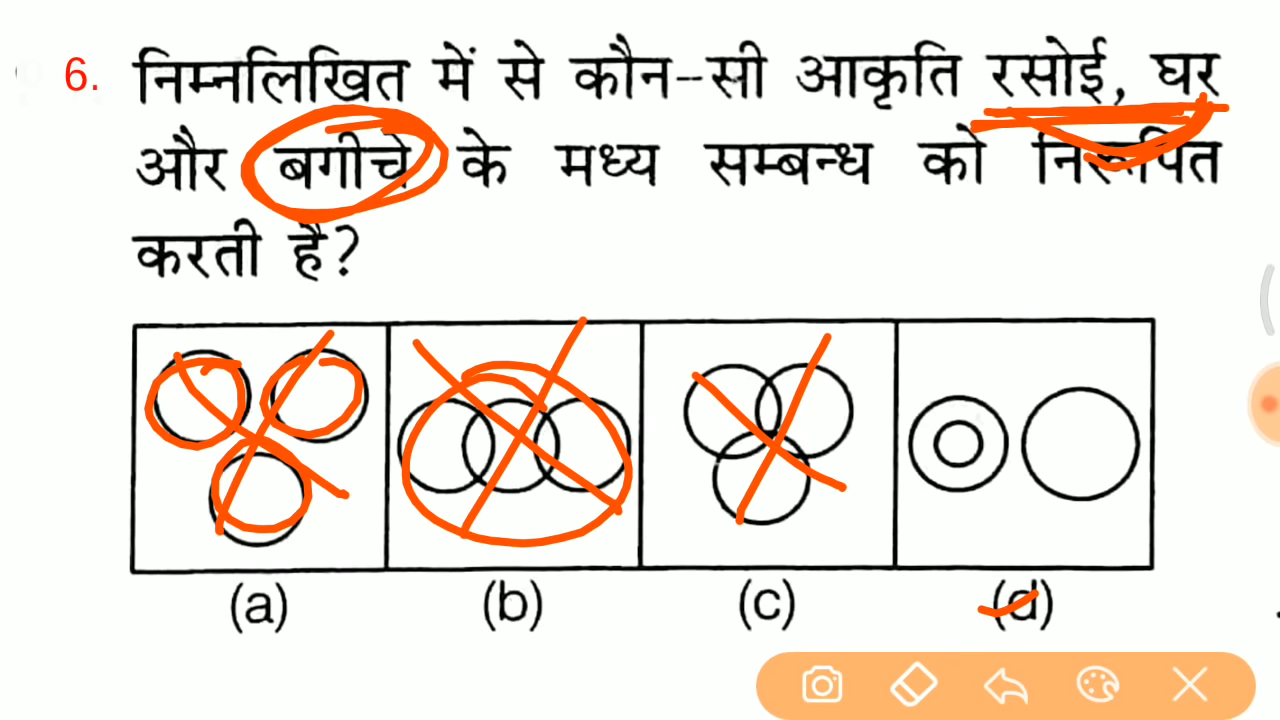 6. निम्नलिखित में से कौन-सी आकृति रसोई, घर
और बगीचे के मध्य सम्बन्ध को निरूपित
करती है?
(a) (b) (c) (d)